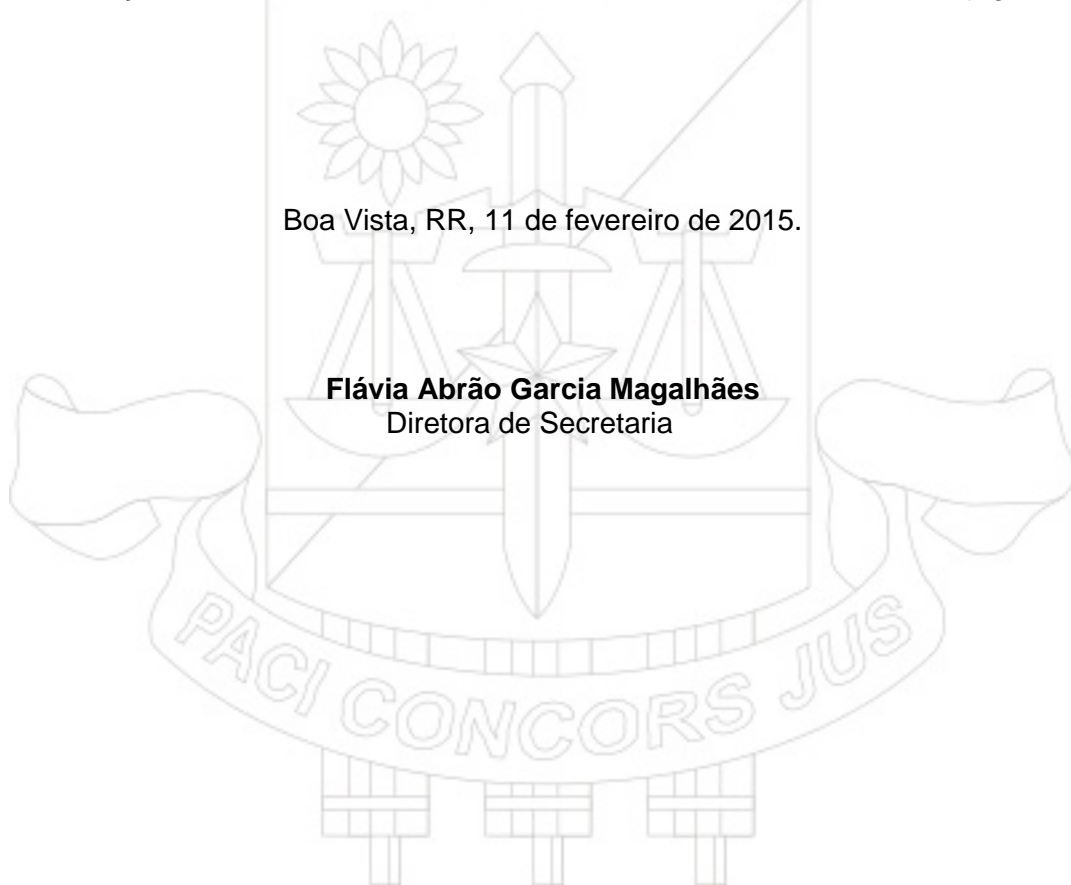 Boa Vista, RR, 11 de fevereiro de 2015.
Flávia Abrão Garcia Magalhães
Diretora de Secretaria
PACI CONCORS JUS